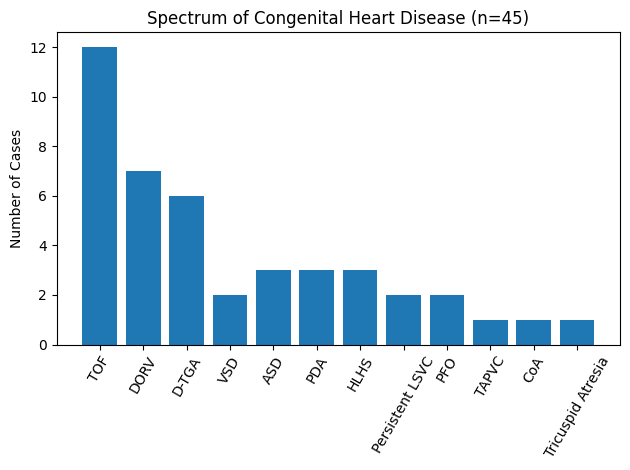 Spectrum of Congenital Heart Disease (n=45)
Number of Cases
12
10
8
6
4
2
0
TOF
DORV
D-TGA
VSD
ASD
PDA
HLHS
Persistent LSVC
PFO
TAPVC
CoA
Tricuspid Atresia